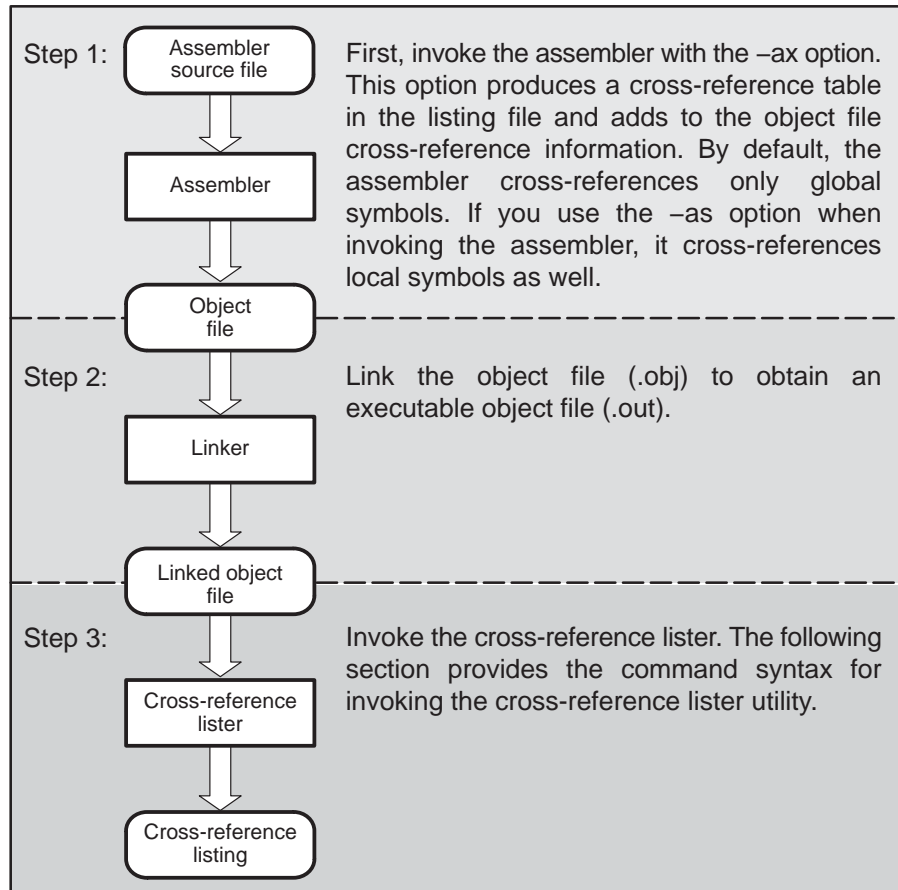 Step 1:
Assembler
source file
First, invoke the assembler with the –ax option.
This option produces a cross-reference table
in the listing file and adds to the object file
cross-reference information. By default, the
assembler cross-references only global
symbols. If you use the –as option when
invoking the assembler, it cross-references
local symbols as well.
Assembler
Object
file
Step 2:
Link the object file (.obj) to obtain an
executable object file (.out).
Linker
Linked object
file
Step 3:
Invoke the cross-reference lister. The following
section provides the command syntax for
invoking the cross-reference lister utility.
Cross-reference
lister
Cross-reference
listing